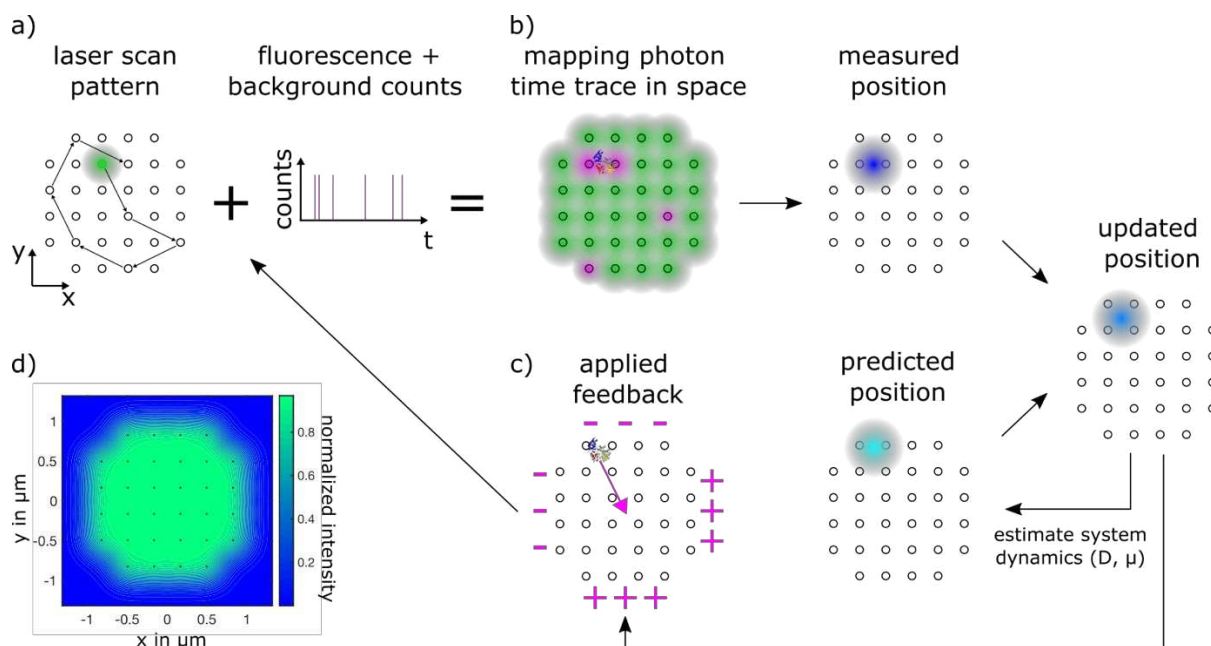 a)
laser scan
pattern
fluorescence +
background counts
+
counts
t
=
y
x
b)
mapping photon
time trace in space
measured
position
updated
position
predicted
position
estimate system
dynamics (D, μ)
c)
applied
feedback
- - -
- - -
+ + +
+ + +
d)
y in μm
1
0.5
0
-0.5
-1
-1 -0.5 0 0.5 1
x in μm
0.8
0.6
0.4
0.2
normalized intensity